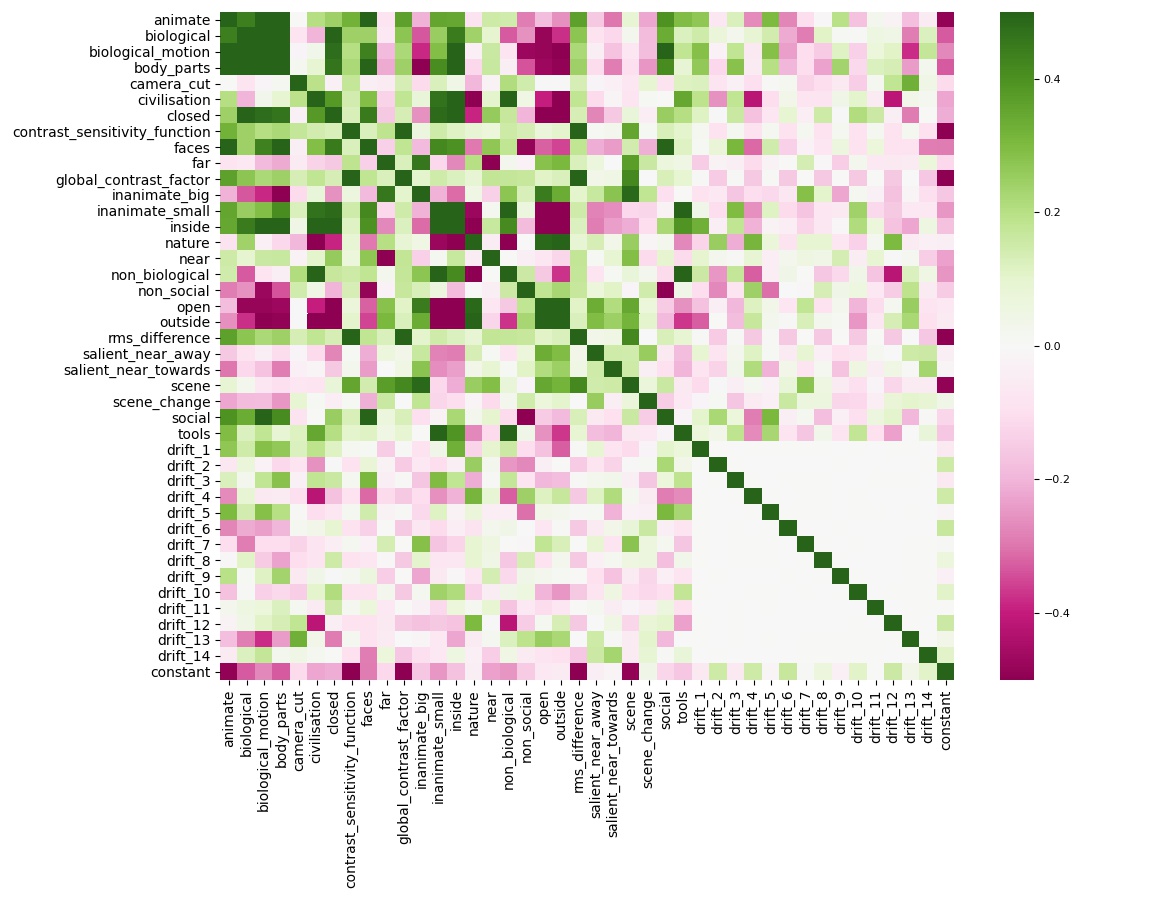 animate
biological
biological_motion
body_parts
camera_cut
civilisation
closed
contrast_sensitivity_function
faces
far
global_contrast_factor
inanimate_big
inanimate_small
inside
nature
near
non_biological
non_social
open
outside
rms_difference
salient_near_away
salient_near_towards
scene
scene_change
social
tools
drift_1
drift_2
drift_3
drift_4
drift_5
drift_6
drift_7
drift_8
drift_9
drift_10
drift_11
drift_12
drift_13
drift_14
constant
animate
biological
biological_motion
body_parts
camera_cut
civilisation
closed
contrast_sensitivity_function
faces
far
global_contrast_factor
inanimate_big
inanimate_small
inside
nature
near
non_biological
non_social
open
outside
rms_difference
salient_near_away
salient_near_towards
scene
scene_change
social
tools
drift_1
drift_2
drift_3
drift_4
drift_5
drift_6
drift_7
drift_8
drift_9
drift_10
drift_11
drift_12
drift_13
drift_14
constant
0.4
0.2
0.0
−0.2
−0.4